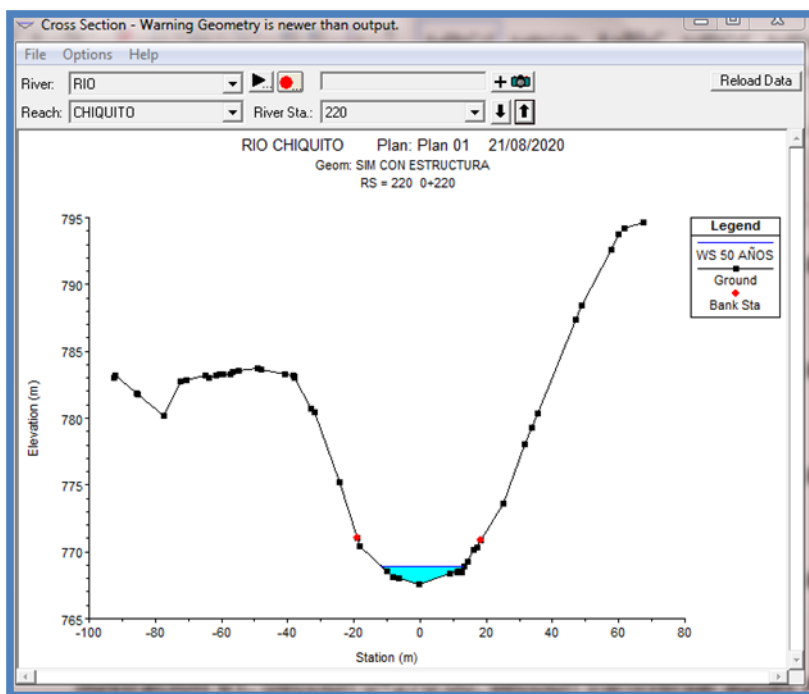 Cross Section - Warning Geometry is newer than output.
File Options Help
River: RIO
Reload Data
Reach: CHIQUITO River Sta.: 220
RIO CHIQUITO Plan: Plan 01 21/08/2020
Geom: SIM CON ESTRUCTURA
RS = 220 0+220
Legend
WS 50 AÑOS
Ground
Bank Sta
795
790
785
780
775
770
765
Elevation (m)
-100 -80 -60 -40 -20 0 20 40 60 80
Station (m)